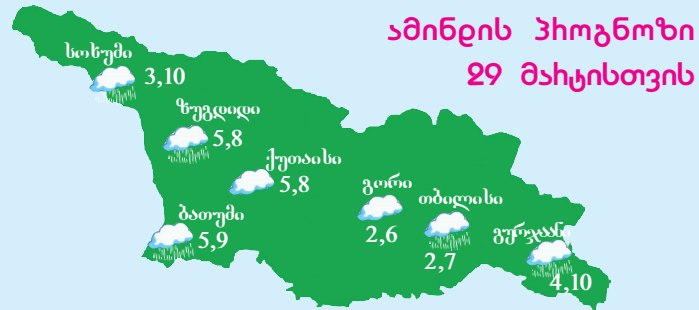 ამინდის პროგნოზი
29 მარტისთვის
სოხუმი
3,10
ზუგდიდი
5,8
ქუთაისი
5,8
გორი
2,6
თბილისი
2,7
ბათუმი
5,9
გურჯაანი
4,10